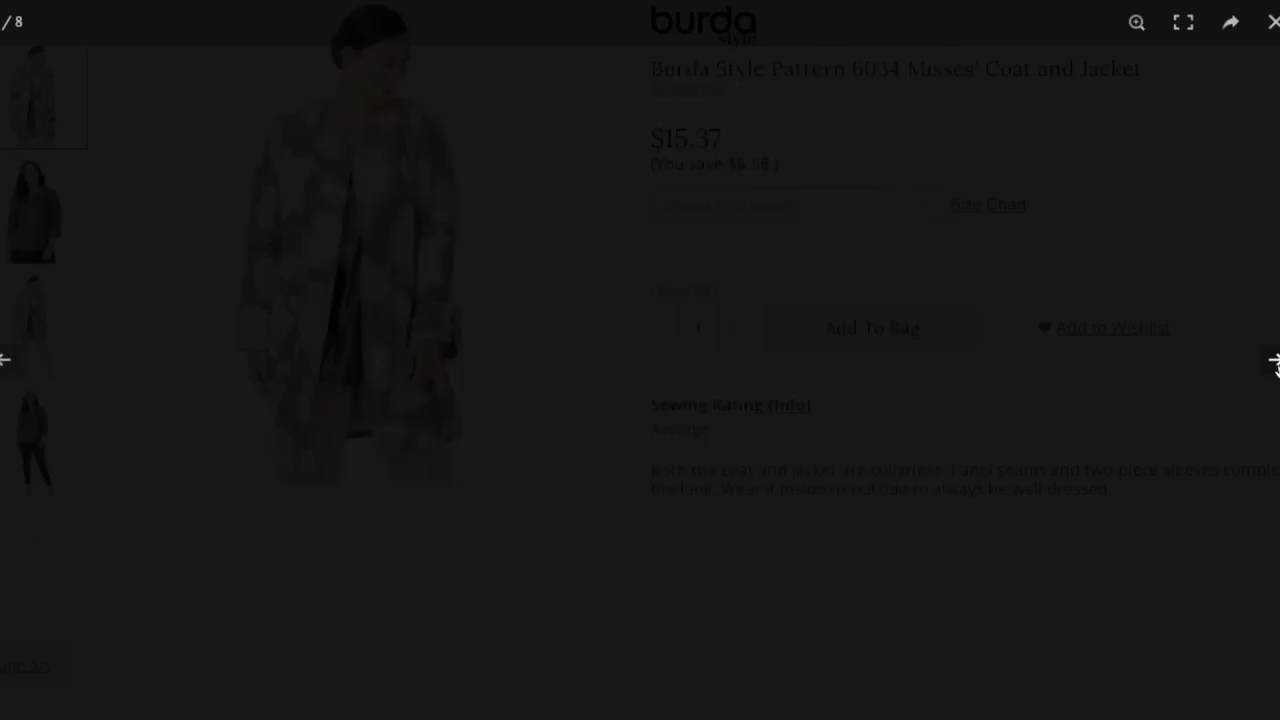 / 8
burda
style
Burda Style Pattern 6034 Misses' Coat and Jacket
$15.37
(You save $6.58 )
Size Chart
1
Add To Bag
Add to Wishlist
Sewing Rating (Info)
Average
Both the coat and jacket are collarless. Panel seams and two-piece sleeves comple
the look. Wear it inside or outside to always be well dressed.